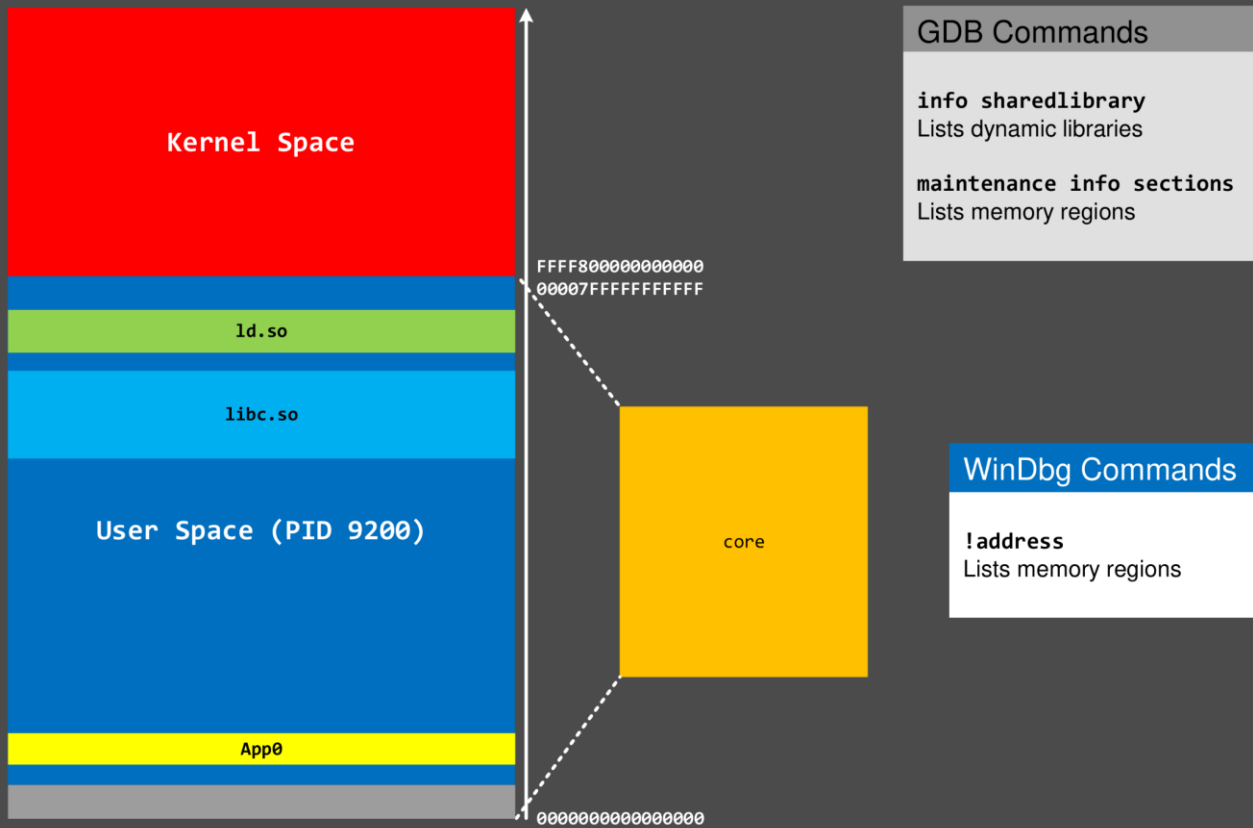 Kernel Space
FFFF800000000000
00007FFFFFFFFFFF
ld.so
libc.so
User Space (PID 9200)
App0
0000000000000000
core
GDB Commands
info sharedlibrary
Lists dynamic libraries
maintenance info sections
Lists memory regions
WinDbg Commands
!address
Lists memory regions